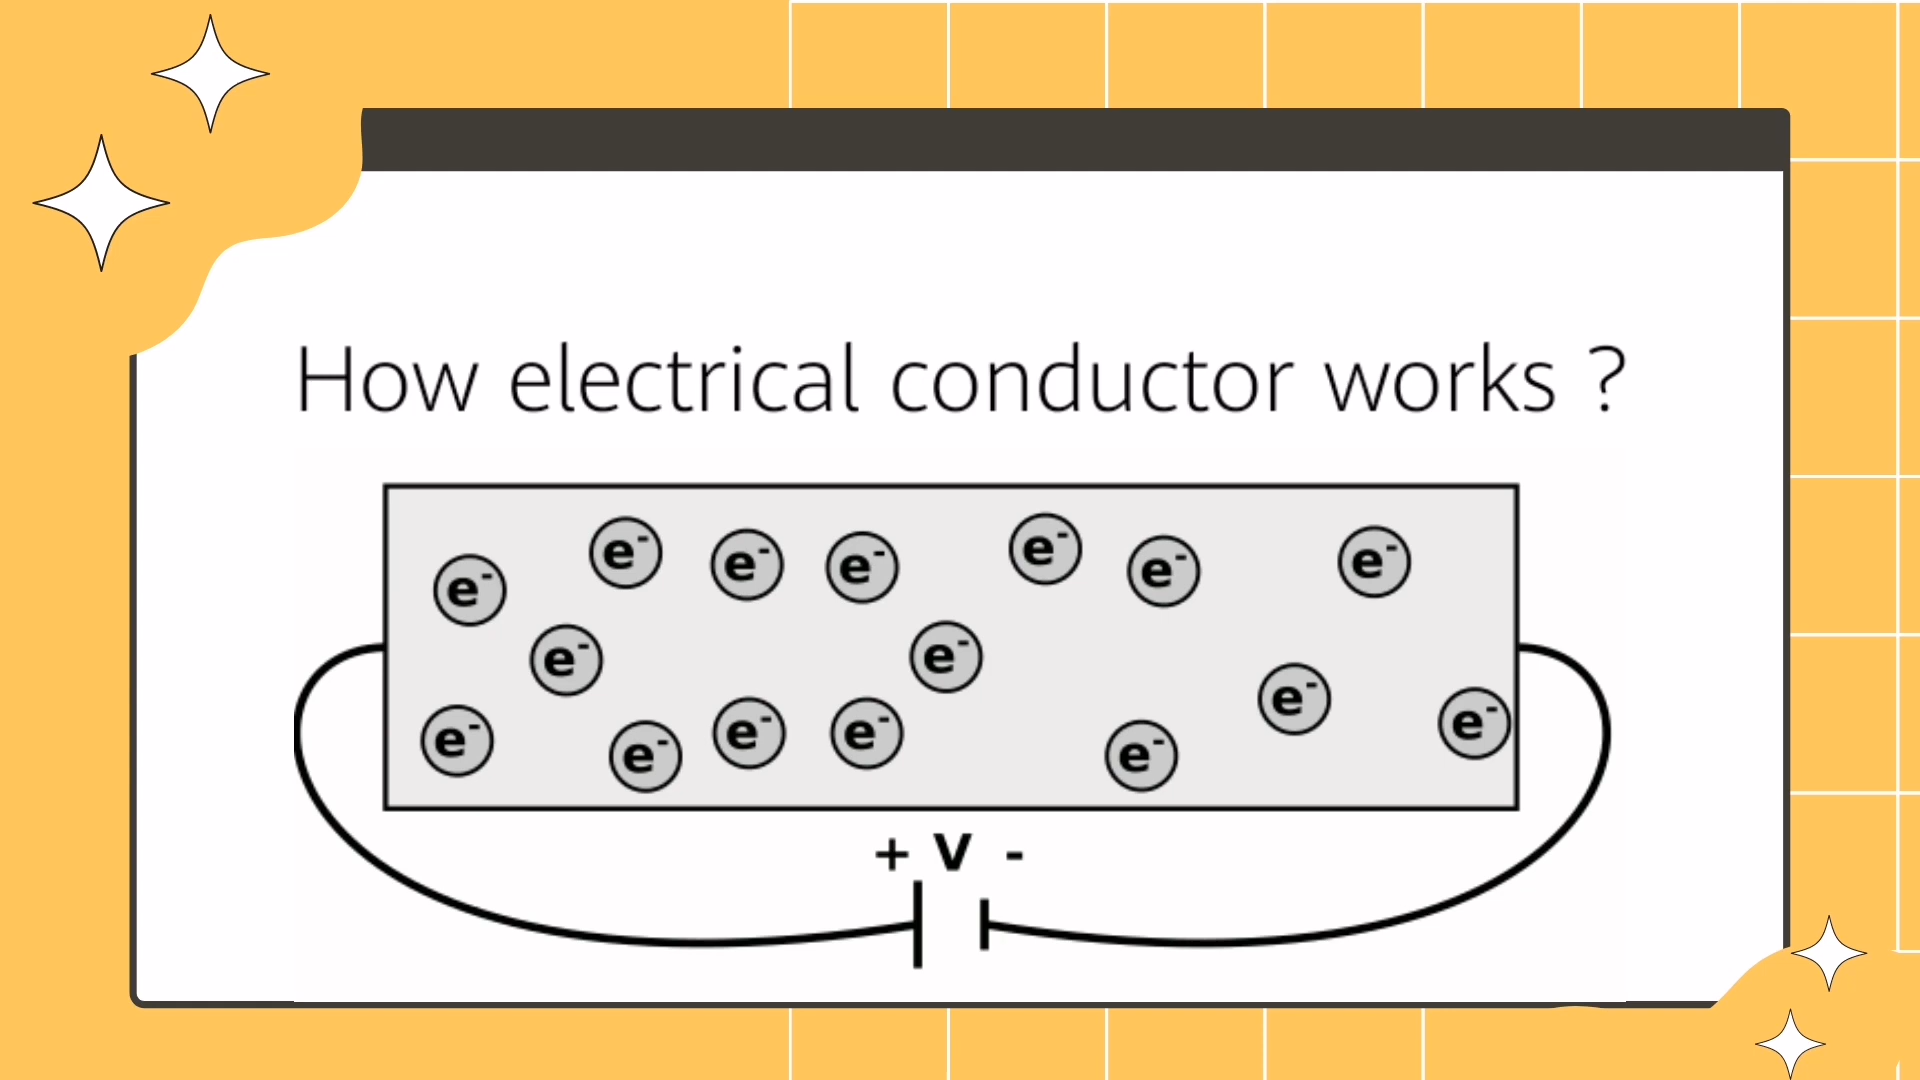 How electrical conductor works ?
e- e- e- e- e- e- e-
e- e-
e- e-
e- e- e- e- e-
+ V -